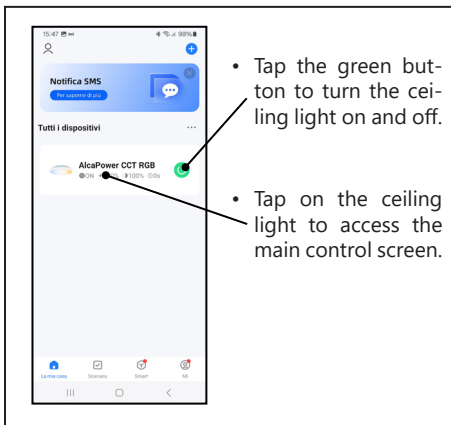 15:47
98%
Notifica SMS
Per saperne di più
Tutti i dispositivi
AlcaPower CCT RGB
ON 100% 0s
La mia casa Scenario Smart Mi
• Tap the green but-
ton to turn the cei-
ling light on and off.
• Tap on the ceiling
light to access the
main control screen.